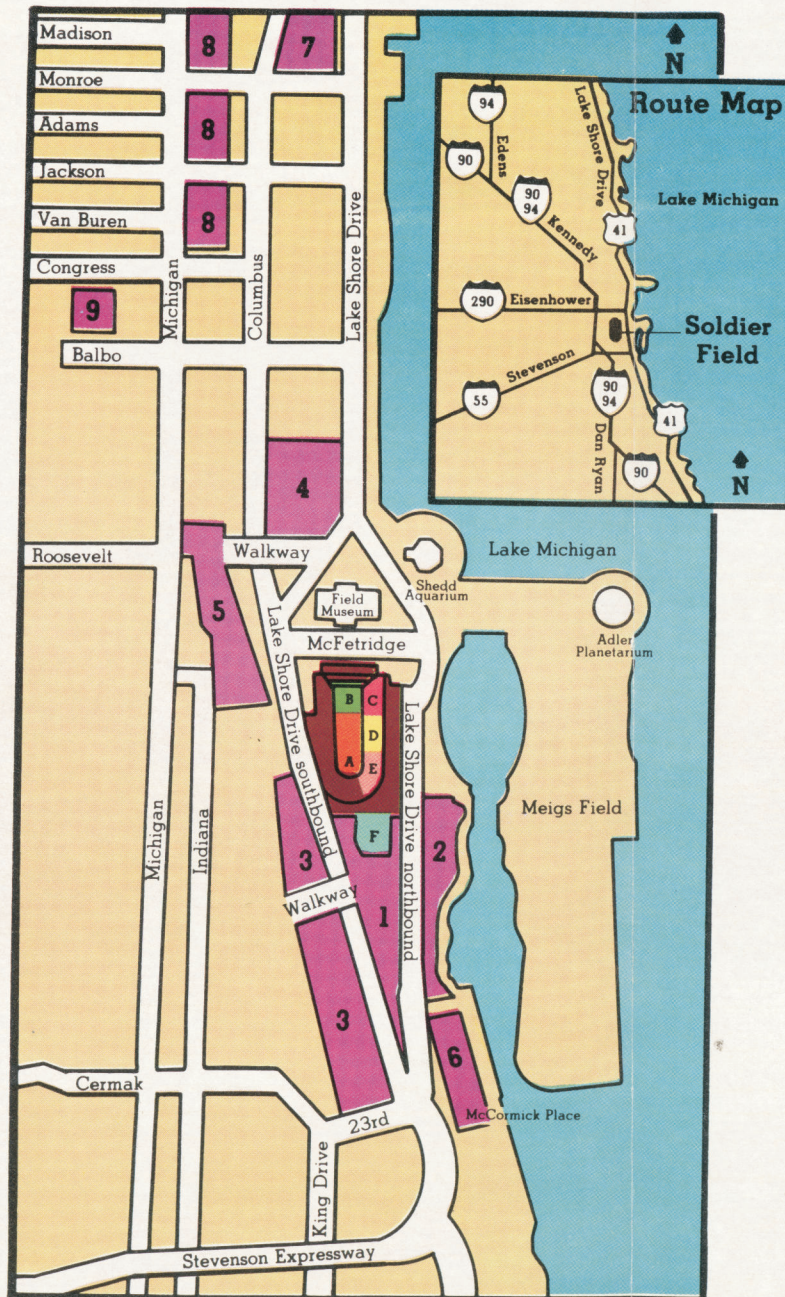 Madison
8
7
N
Monroe
Adams
8
Jackson
Van Buren
8
Congress
Michigan
Columbus
Lake Shore Drive
9
Balbo
Route Map
94
Edens
Lake Shore Drive
90
90
94
Kennedy
Lake Michigan
41
290
Eisenhower
Soldier
Field
Stevenson
55
90
94
Dan Ryan
41
90
N
4
Roosevelt
Walkway
Lake Michigan
Shedd
Aquarium
5
Field
Museum
Adler
Planetarium
McFetridge
Lake Shore Drive southbound
B
C
D
A
E
Lake Shore Drive northbound
Michigan
Indiana
Meigs Field
F
3
2
1
Walkway
3
6
Cermak
McCormick Place
23rd
King Drive
Stevenson Expressway